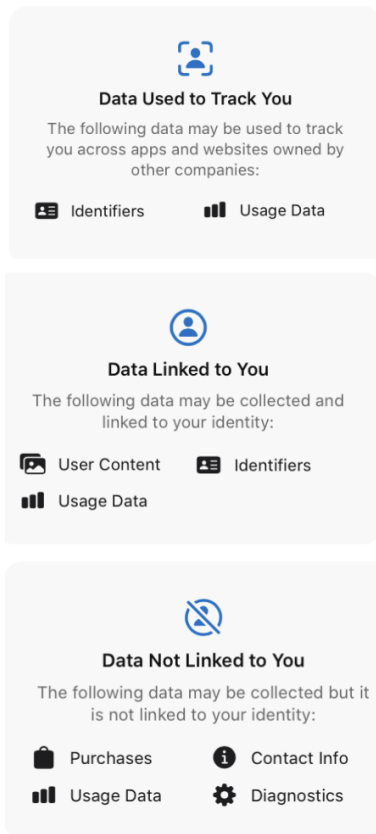 Data Used to Track You
The following data may be used to track
you across apps and websites owned by
other companies:
Identifiers
Usage Data
Data Linked to You
The following data may be collected and
linked to your identity:
User Content
Identifiers
Usage Data
Data Not Linked to You
The following data may be collected but it
is not linked to your identity:
Purchases
Contact Info
Usage Data
Diagnostics